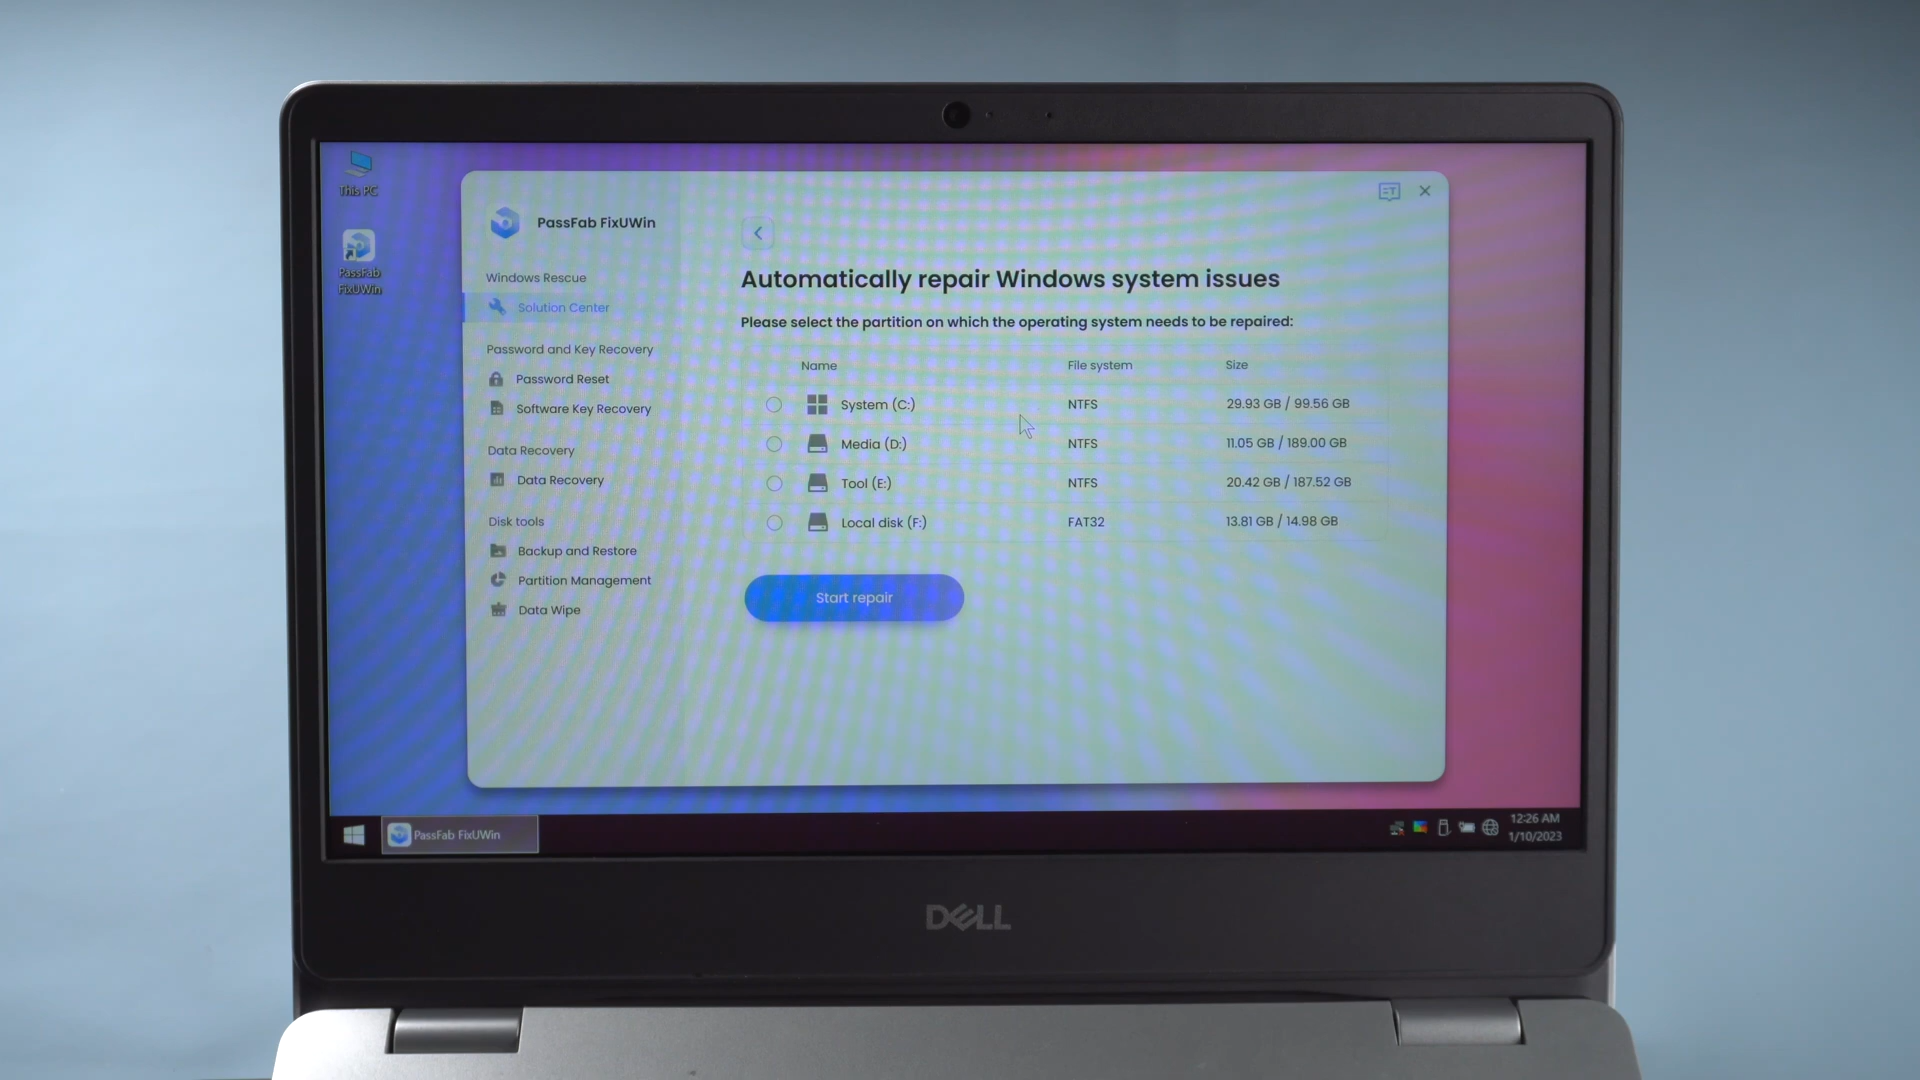 This PC
PassFab
FixUWin
PassFab FixUWin
Windows Rescue
Solution Center
Password and Key Recovery
Password Reset
Software Key Recovery
Data Recovery
Data Recovery
Disk tools
Backup and Restore
Partition Management
Data Wipe
Automatically repair Windows system issues
Please select the partition on which the operating system needs to be repaired:
Name File system Size
System (C:) NTFS 29.93 GB / 99.56 GB
Media (D:) NTFS 11.05 GB / 189.00 GB
Tool (E:) NTFS 20.42 GB / 187.52 GB
Local disk (F:) FAT32 13.81 GB / 14.98 GB
Start repair
PassFab FixUWin
12:26 AM
1/10/2023
DELL